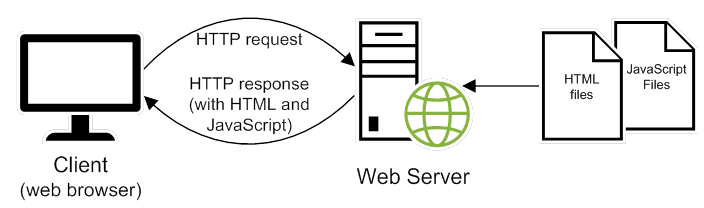 HTTP request
HTTP response
(with HTML and
JavaScript)
Client
(web browser)
Web Server
HTML
files
JavaScript
Files